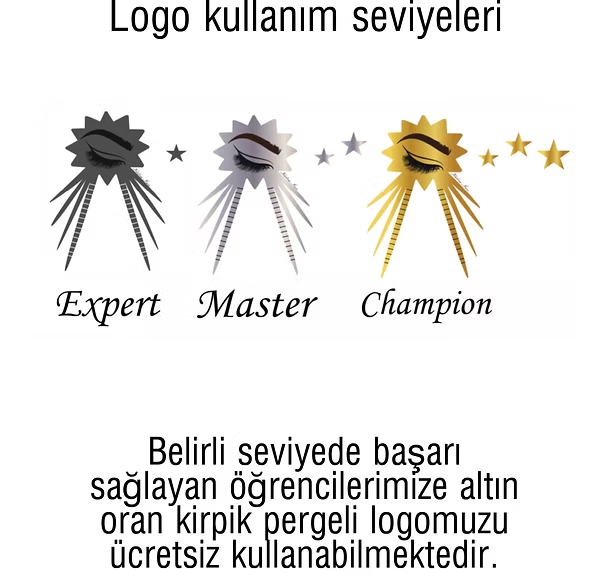 Logo kullanım seviyeleri
Expert Master Champion
Belirli seviyede başarı
sağlayan öğrencilerimize altın
oran kirpik pergeli logomuzu
ücretsiz kullanabilmektedir.